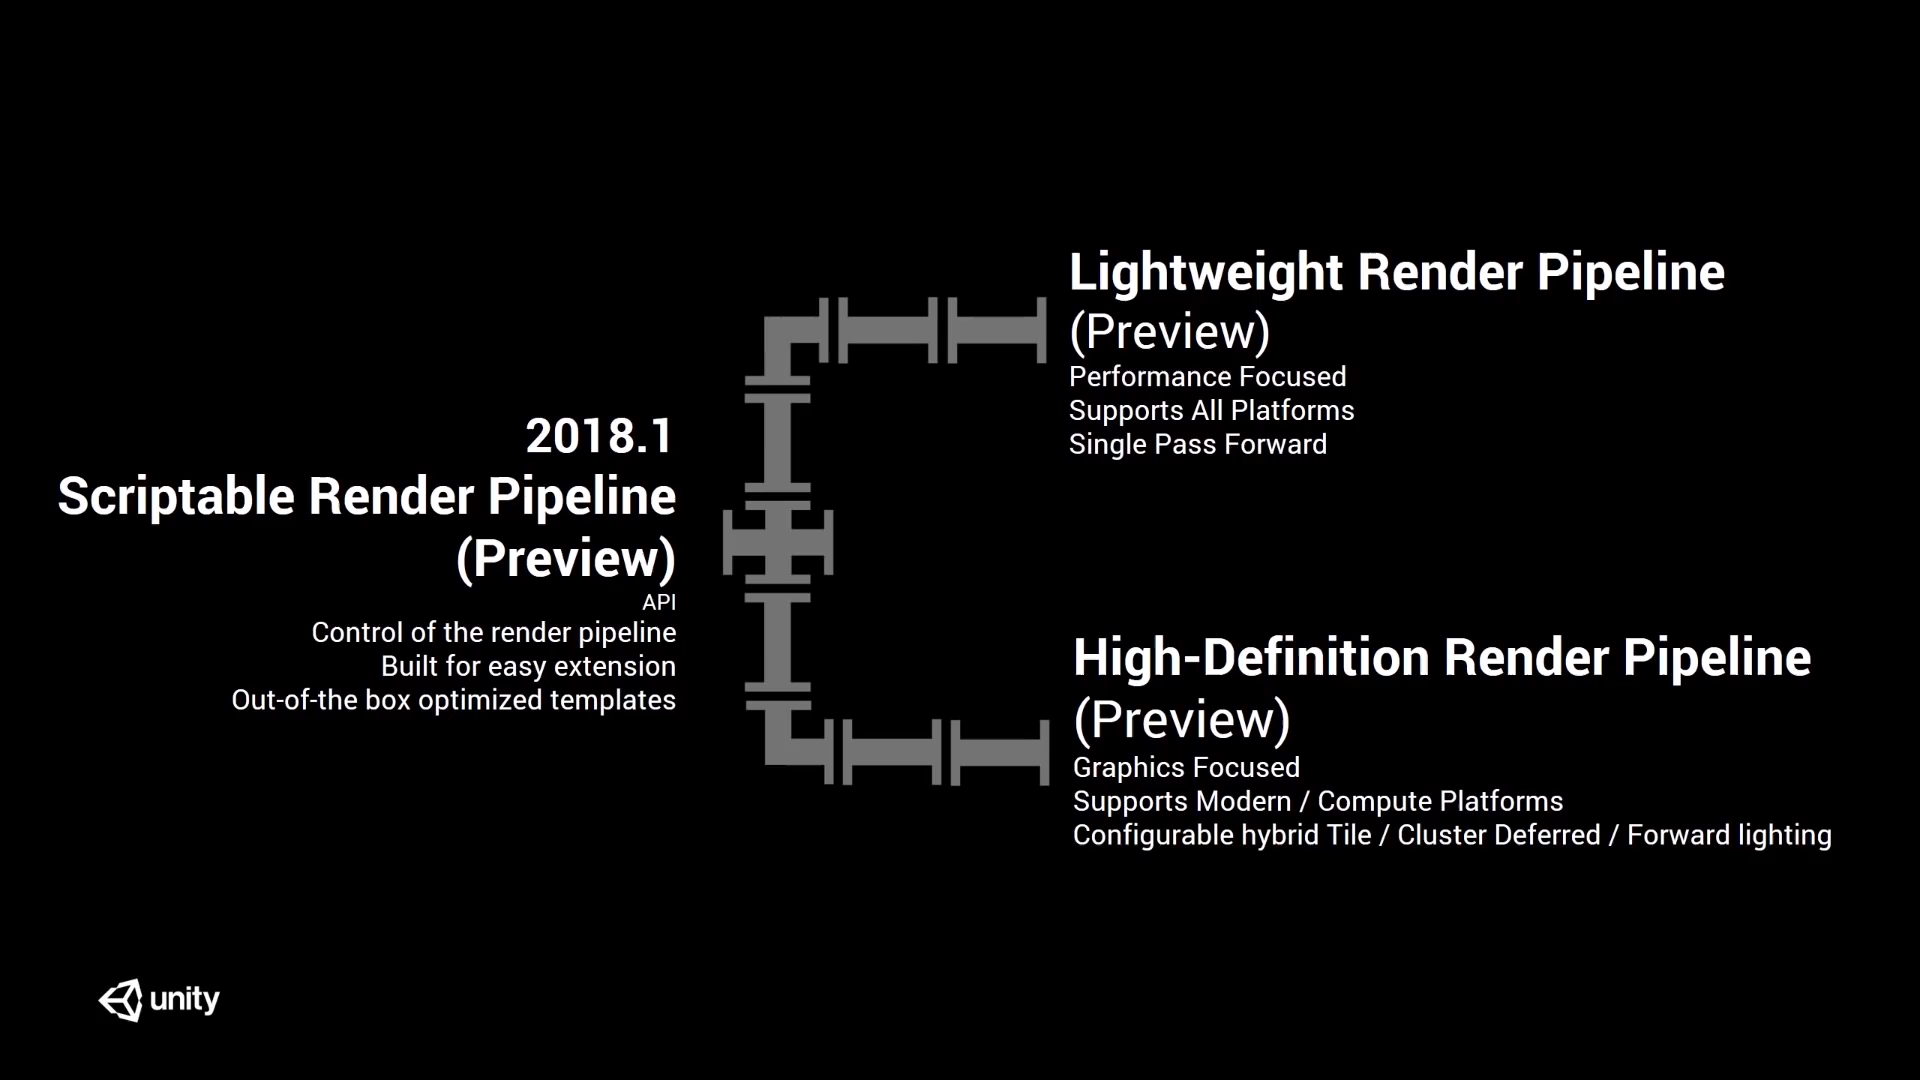 2018.1
Scriptable Render Pipeline
(Preview)
API
Control of the render pipeline
Built for easy extension
Out-of-the box optimized templates
Lightweight Render Pipeline
(Preview)
Performance Focused
Supports All Platforms
Single Pass Forward
High-Definition Render Pipeline
(Preview)
Graphics Focused
Supports Modern / Compute Platforms
Configurable hybrid Tile / Cluster Deferred / Forward lighting
unity